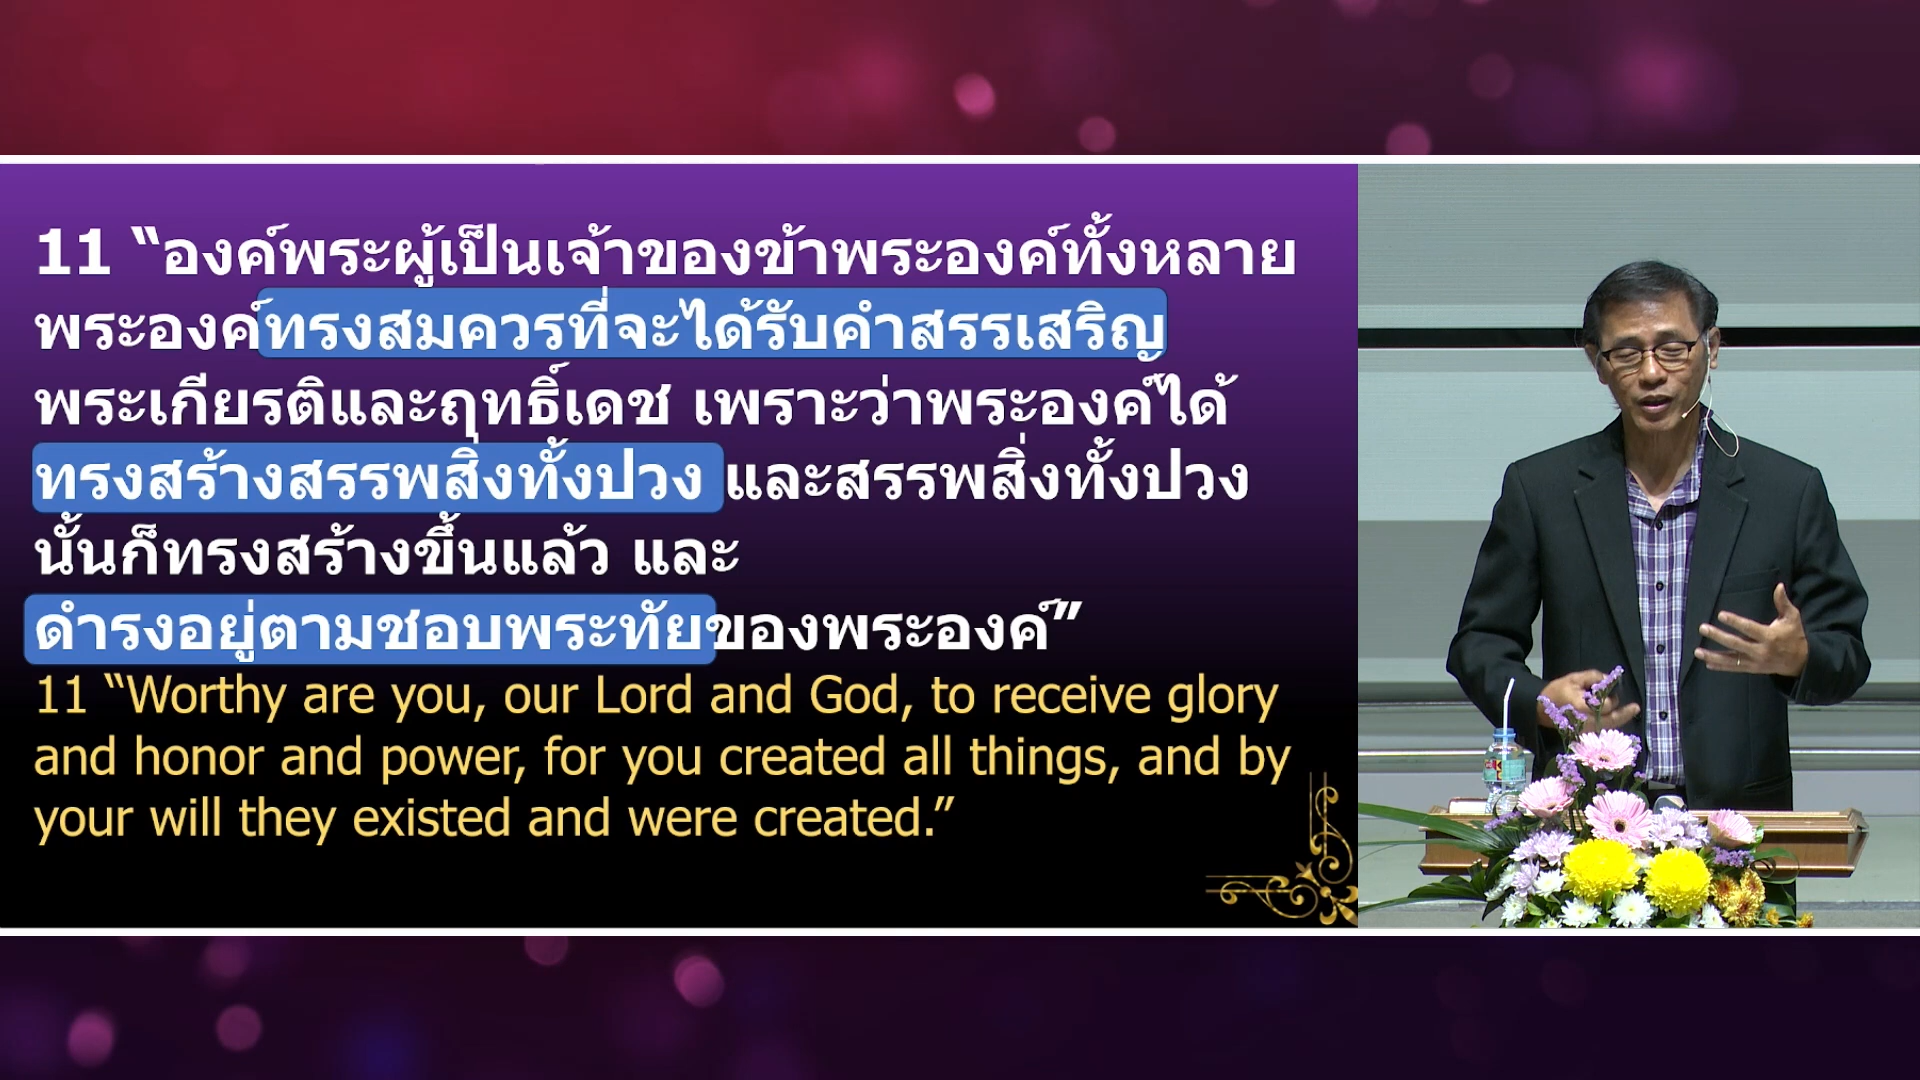 11 “องค์พระผู้เป็นเจ้าของข้าพระองค์ทั้งหลาย
พระองค์ทรงสมควรที่จะได้รับคำสรรเสริญ
พระเกียรติและฤทธิ์เดช เพราะว่าพระองค์ได้
ทรงสร้างสรรพสิ่งทั้งปวง และสรรพสิ่งทั้งปวง
นั้นก็ทรงสร้างขึ้นแล้ว และ
ดำรงอยู่ตามชอบพระทัยของพระองค์”
11 “Worthy are you, our Lord and God, to receive glory
and honor and power, for you created all things, and by
your will they existed and were created.”